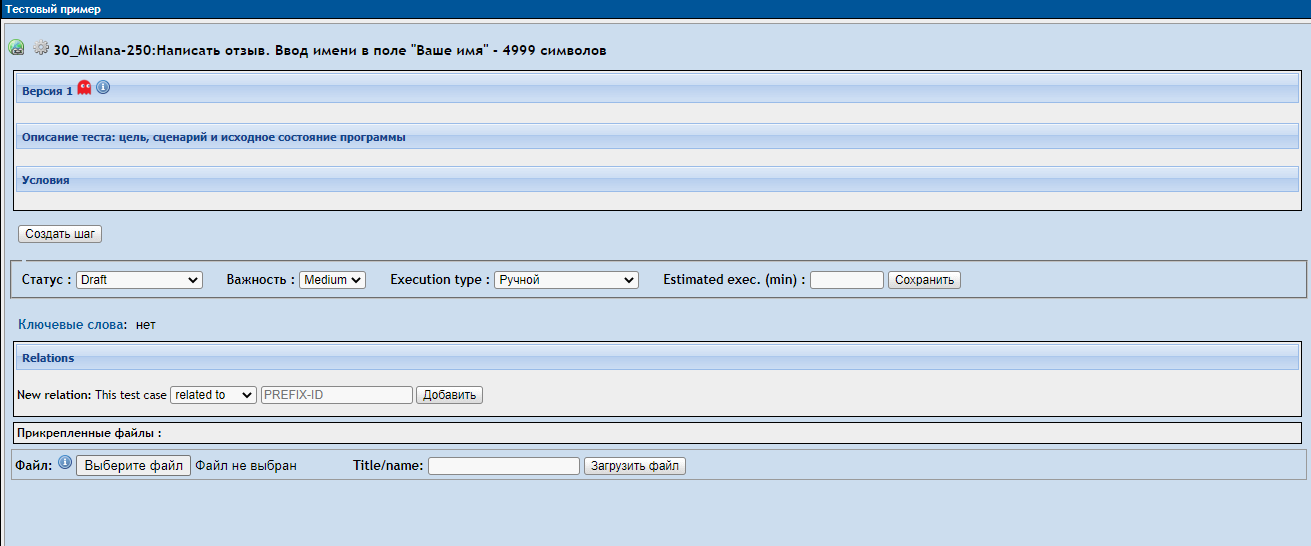 Тестовый пример
30_Milana-250:Написать отзыв. Ввод имени в поле "Ваше имя" - 4999 символов
Версия 1
Описание теста: цель, сценарий и исходное состояние программы
Условия
Создать шаг
Статус : Draft Важность : Medium Execution type : Ручной Estimated exec. (min) : Сохранить
Ключевые слова: нет
Relations
New relation: This test case related to PREFIX-ID Добавить
Прикрепленные файлы :
Файл: Выберите файл Файл не выбран Title/name: Загрузить файл